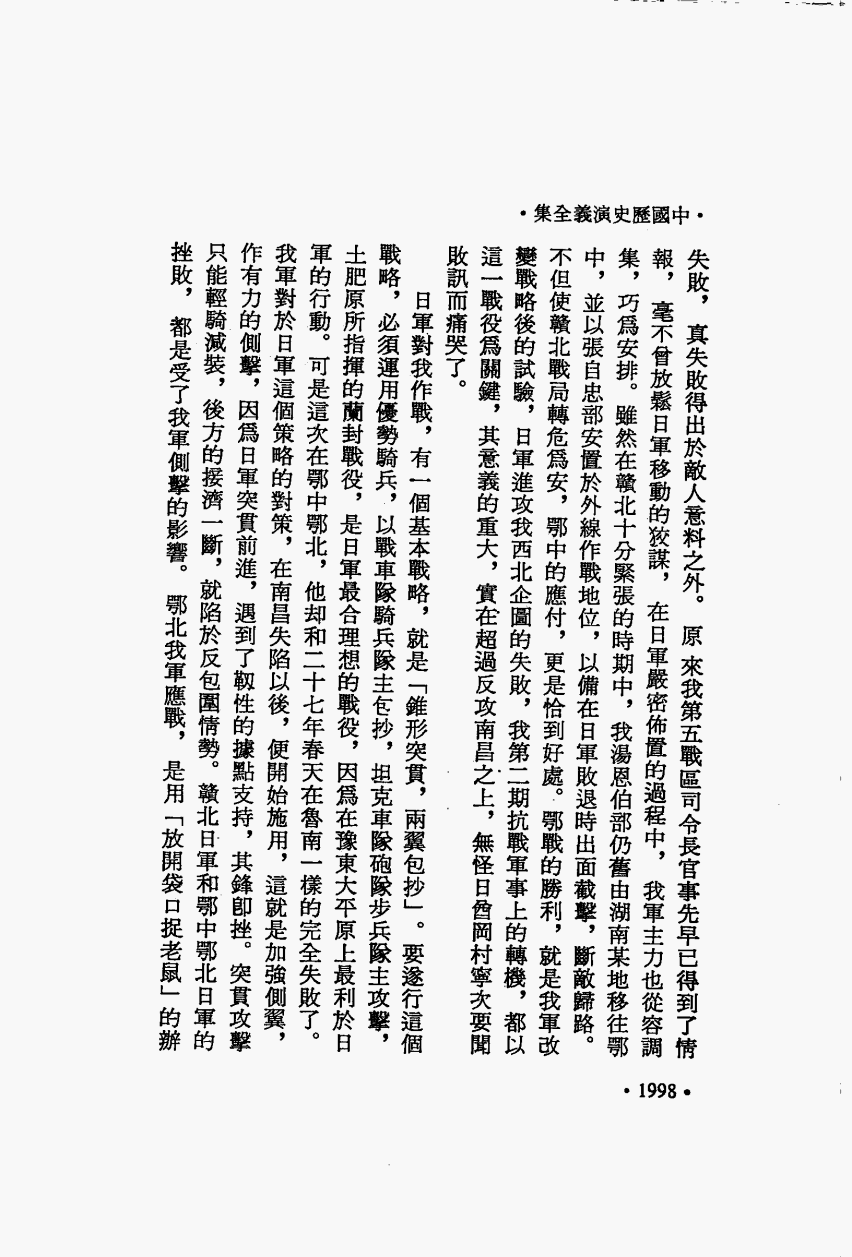 •中國歷史演義全集•
失敗，真失敗得出於敵人意料之外。原來我第五戰區司令長官事先早已得到了情
報，毫不曾放鬆日軍移動的狡謀，在日軍嚴密佈置的過程中，我軍主力也從容調
集，巧爲安排。雖然在贛北十分緊張的時期中，我湯恩伯部仍舊由湖南某地移往鄂
中，並以張自忠部安置於外線作戰地位，以備在日軍敗退時出面截擊，斷敵歸路。
不但使贛北戰局轉危爲安，鄂中的應付，更是恰到好處。鄂戰的勝利，就是我軍改
變戰略後的試驗，日軍進攻我西北企圖的失敗，我第二期抗戰軍事上的轉機，都以
這一戰役爲關鍵，其意義的重大，實在超過反攻南昌之上，無怪日酋岡村寧次要聞
敗訊而痛哭了。
日軍對我作戰，有一個基本戰略，就是「錐形突貫，兩翼包抄」。要遂行這個
戰略，必須運用優勢騎兵，以戰車隊騎兵隊主包抄，坦克車隊砲隊步兵隊主攻擊，
土肥原所指揮的蘭封戰役，是日軍最合理想的戰役，因爲在豫東大平原上最利於日
軍的行動。可是這次在鄂中鄂北，他却和二十七年春天在魯南一樣的完全失敗了。
我軍對於日軍這個策略的對策，在南昌失陷以後，便開始施用，這就是加強側翼，
作有力的側擊，因爲日軍突貫前進，遇到了靱性的據點支持，其鋒卽挫。突貫攻擊
只能輕騎減裝，後方的接濟一斷，就陷於反包圍情勢。贛北日軍和鄂中鄂北日軍的
挫敗，都是受了我軍側擊的影響。鄂北我軍應戰，是用「放開袋口捉老鼠」的辦
•1998•